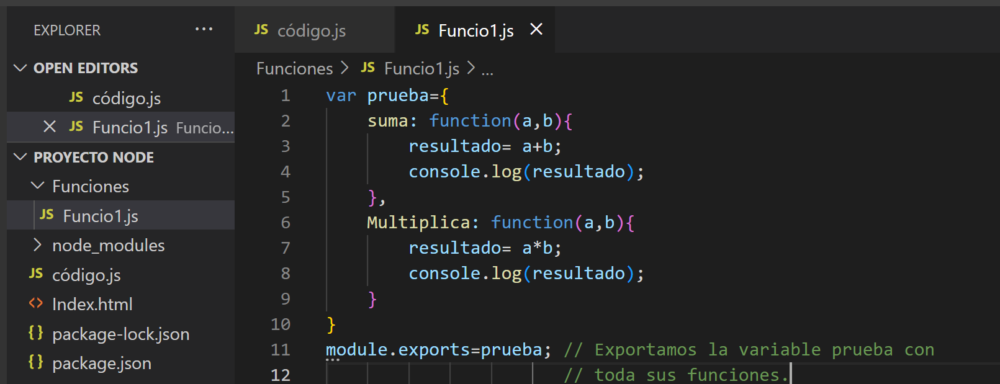 EXPLORER ...
JS código.js
JS Funcio1.js
OPEN EDITORS
JS código.js
JS Funcio1.js Funcio...
PROYECTO NODE
Funciones
JS Funcio1.js
node_modules
JS código.js
<> Index.html
{} package-lock.json
{} package.json
Funciones > JS Funcio1.js > ...
1 var prueba={
2 suma: function(a,b){
3 resultado= a+b;
4 console.log(resultado);
5 },
6 Multiplica: function(a,b){
7 resultado= a*b;
8 console.log(resultado);
9 }
10 }
11 module.exports=prueba; // Exportamos la variable prueba con
12 // toda sus funciones.